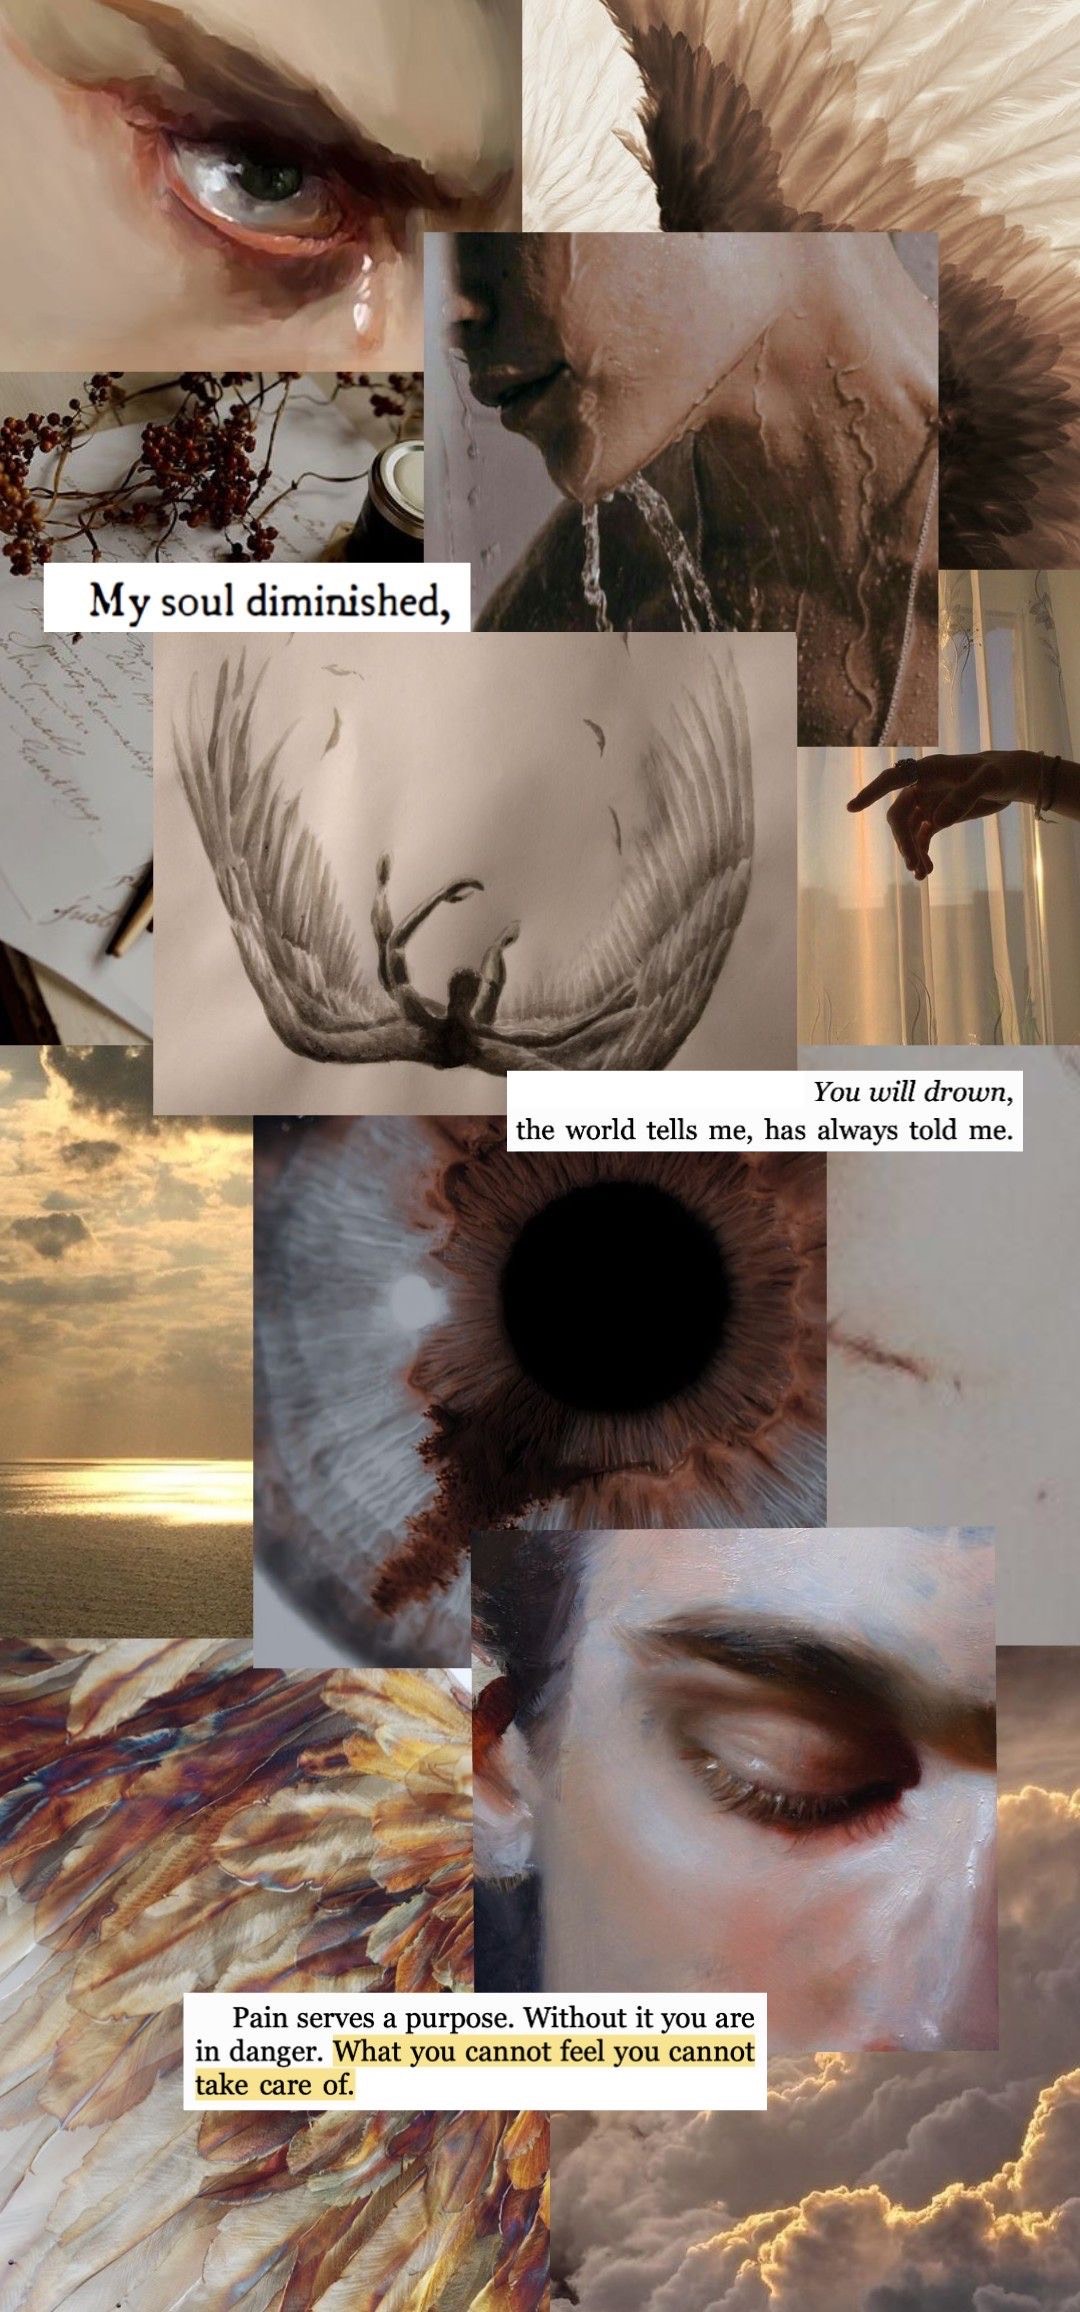 My soul diminished,
You will drown,
the world tells me, has always told me.
Pain serves a purpose. Without it you are
in danger. What you cannot feel you cannot
take care of.